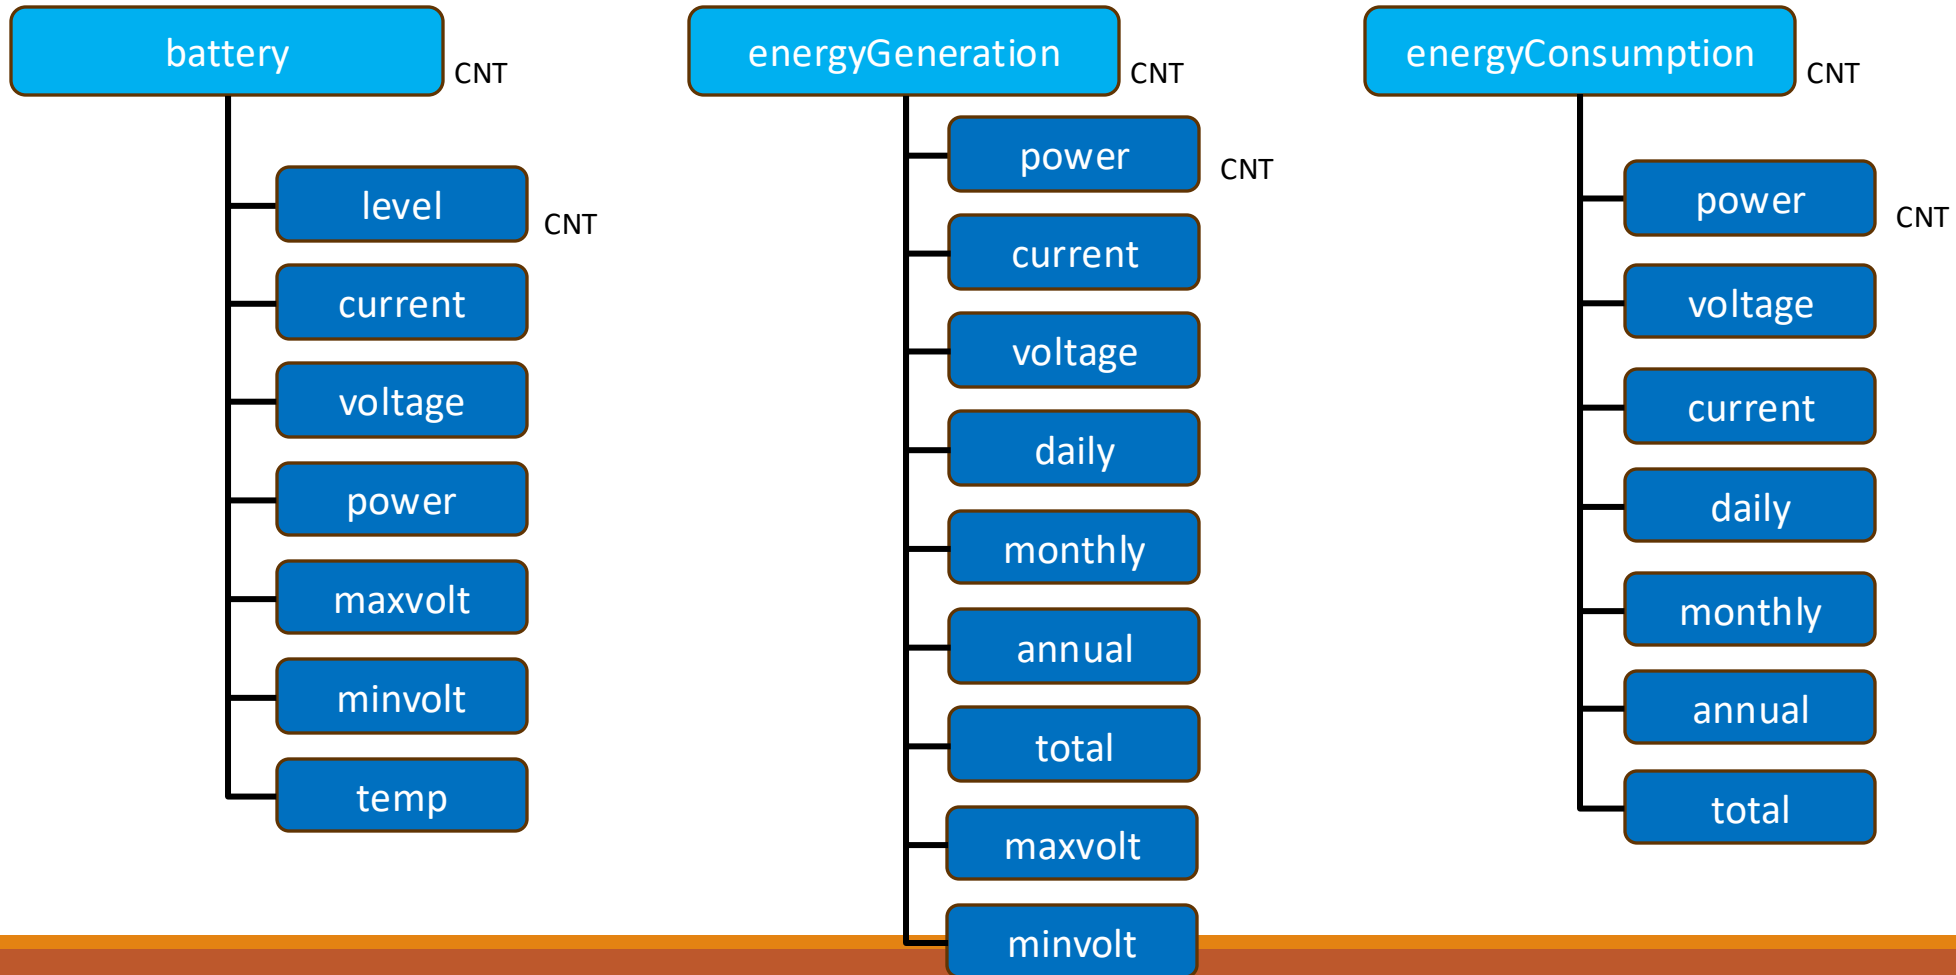 battery
CNT
level
CNT
current
voltage
power
maxvolt
minvolt
temp
energyGeneration
CNT
power
CNT
current
voltage
daily
monthly
annual
total
maxvolt
minvolt
energyConsumption
CNT
power
CNT
voltage
current
daily
monthly
annual
total